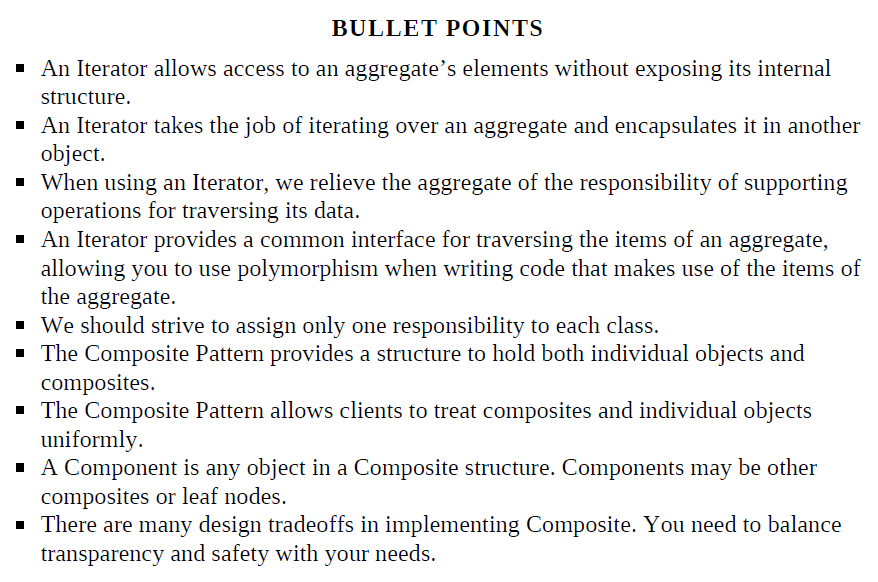 BULLET POINTS
▪ An Iterator allows access to an aggregate’s elements without exposing its internal
structure.
▪ An Iterator takes the job of iterating over an aggregate and encapsulates it in another
object.
▪ When using an Iterator, we relieve the aggregate of the responsibility of supporting
operations for traversing its data.
▪ An Iterator provides a common interface for traversing the items of an aggregate,
allowing you to use polymorphism when writing code that makes use of the items of
the aggregate.
▪ We should strive to assign only one responsibility to each class.
▪ The Composite Pattern provides a structure to hold both individual objects and
composites.
▪ The Composite Pattern allows clients to treat composites and individual objects
uniformly.
▪ A Component is any object in a Composite structure. Components may be other
composites or leaf nodes.
▪ There are many design tradeoffs in implementing Composite. You need to balance
transparency and safety with your needs.